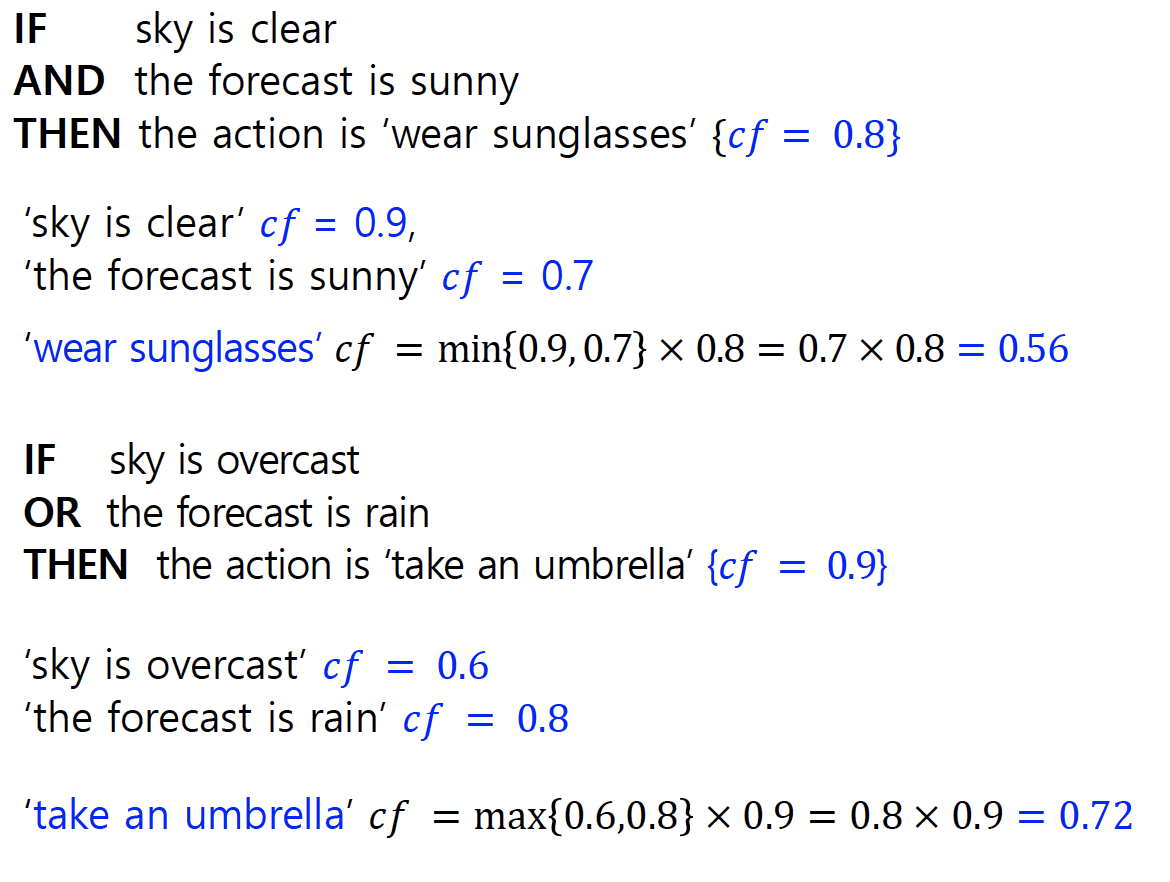 IF sky is clear
AND the forecast is sunny
THEN the action is ‘wear sunglasses’ {cf = 0.8}
‘sky is clear’ cf = 0.9,
‘the forecast is sunny’ cf = 0.7
‘wear sunglasses’ cf = min{0.9, 0.7} × 0.8 = 0.7 × 0.8 = 0.56
IF sky is overcast
OR the forecast is rain
THEN the action is ‘take an umbrella’ {cf = 0.9}
‘sky is overcast’ cf = 0.6
‘the forecast is rain’ cf = 0.8
‘take an umbrella’ cf = max{0.6,0.8} × 0.9 = 0.8 × 0.9 = 0.72